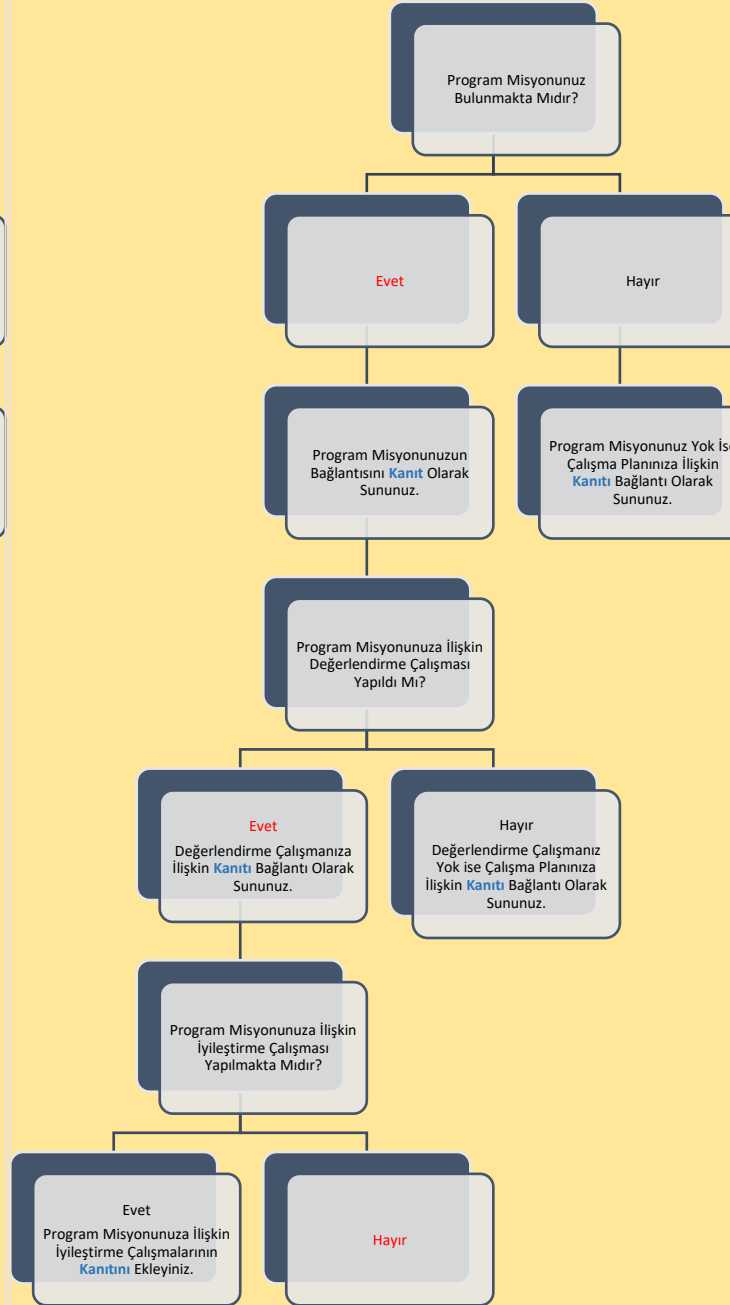 Program Misyonunuz
Bulunmakta Mıdır?
Evet
Hayır
Program Misyonunuzun
Bağlantısını Kanıt Olarak
Sununuz.
Program Misyonunuz Yok İse
Çalışma Planınıza İlişkin
Kanıtı Bağlantı Olarak
Sununuz.
Program Misyonunuza İlişkin
Değerlendirme Çalışması
Yapıldı Mı?
Evet
Değerlendirme Çalışmanıza
İlişkin Kanıtı Bağlantı Olarak
Sununuz.
Hayır
Değerlendirme Çalışmanız
Yok ise Çalışma Planınıza
İlişkin Kanıtı Bağlantı Olarak
Sununuz.
Program Misyonunuza İlişkin
İyileştirme Çalışması
Yapılmakta Mıdır?
Evet
Program Misyonunuza İlişkin
İyileştirme Çalışmalarının
Kanıtını Ekleyiniz.
Hayır